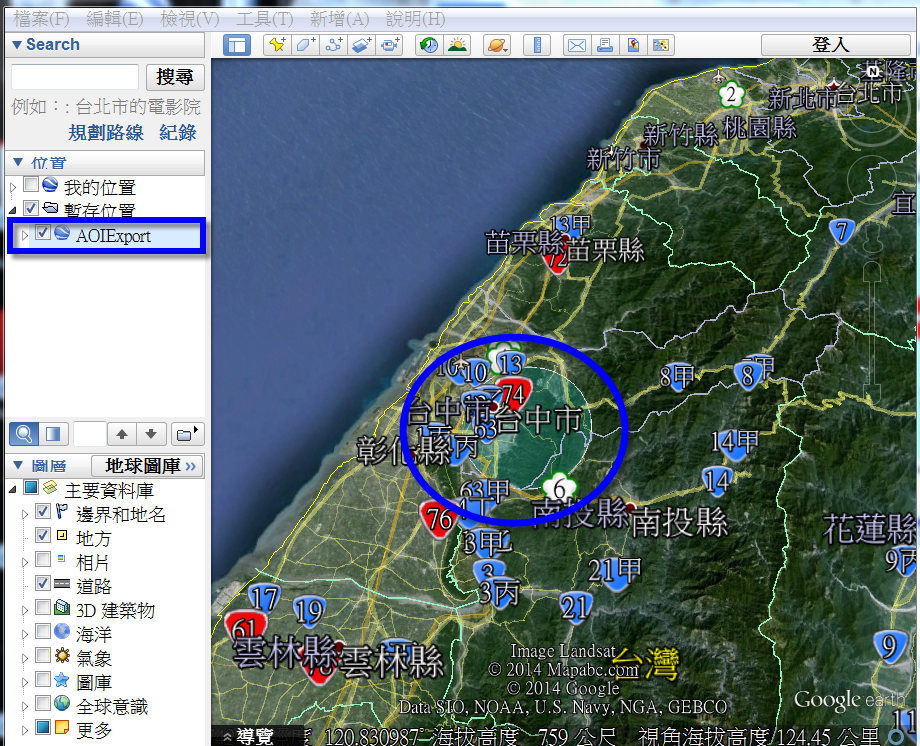 檔案(F) 編輯(E) 檢視(V) 工具(T) 新增(A) 說明(H)
Search
登入
搜尋
例如：: 台北市的電影院
規劃路線 紀錄
位置
我的位置
暫存位置
AOIExport
圖層
地球圖庫 »
主要資料庫
邊界和地名
地方
相片
道路
3D 建築物
海洋
氣象
圖庫
全球意識
更多
N
基隆市
2
新北市
台北市
新竹縣 桃園縣
新竹市
宜
7
13甲
苗栗縣
苗栗縣
72
13
10
74
8甲
8
台中市
台中市
63
彰化縣
丙
14甲
14
63甲
6
76
南投縣
南投縣
花蓮縣
3甲
9丙
3
3丙
21甲
21
17
19
61
9
雲林縣
雲林縣
台灣
Image Landsat
© 2014 Mapabc.com
© 2014 Google
Data SIO, NOAA, U.S. Navy, NGA, GEBCO
Google earth
11
導覽
120.830987° 海拔高度 759 公尺 視角海拔高度 124.45 公里